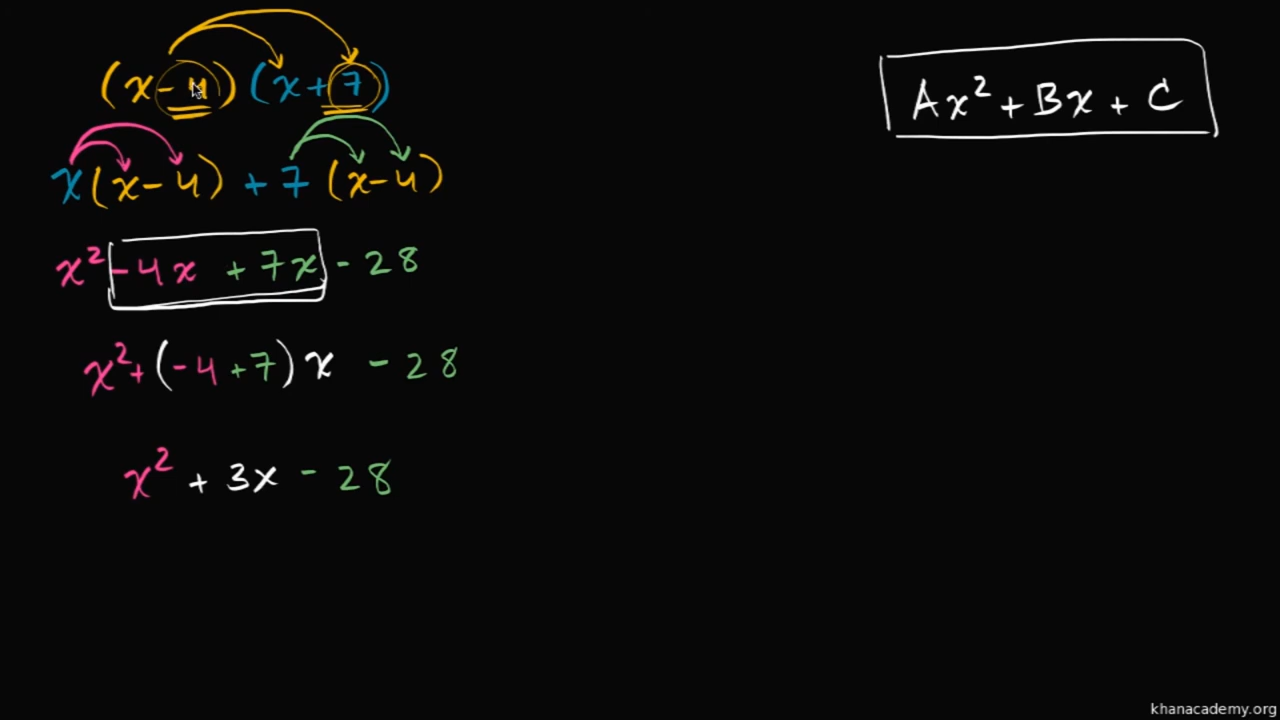 (x-4)(x+7)
Ax²+Bx+C
x(x-4)+7(x-4)
x²-4x+7x-28
x²+(-4+7)x-28
x²+3x-28
khanacademy.org